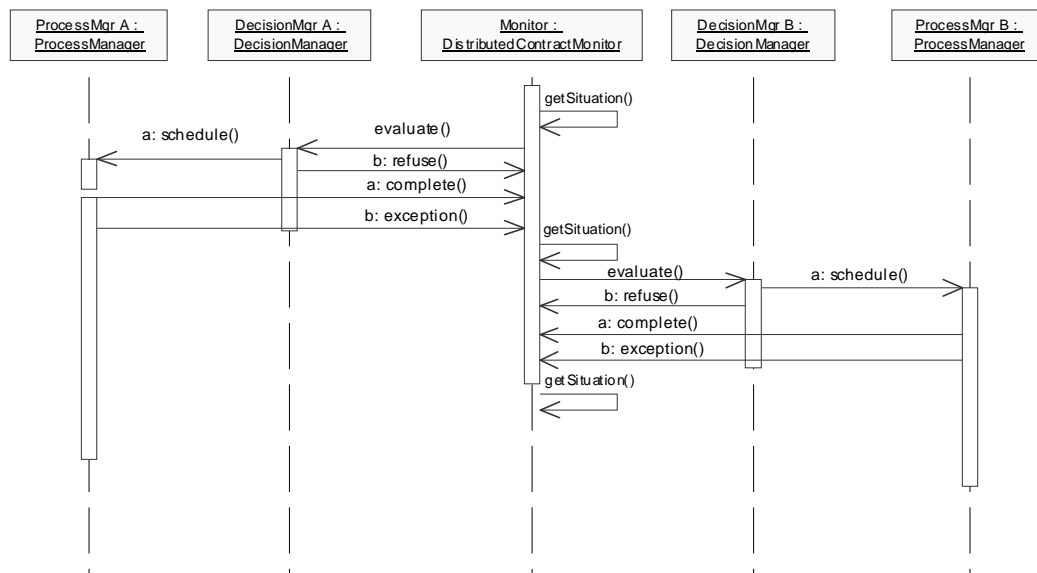 ProcessMgr A :
ProcessManager
DecisionMgr A :
DecisionManager
Monitor :
DistributedContractMonitor
DecisionMgr B :
DecisionManager
ProcessMgr B :
ProcessManager
getSituation()
evaluate()
a: schedule()
b: refuse()
a: complete()
b: exception()
getSituation()
evaluate()
a: schedule()
b: refuse()
a: complete()
b: exception()
getSituation()